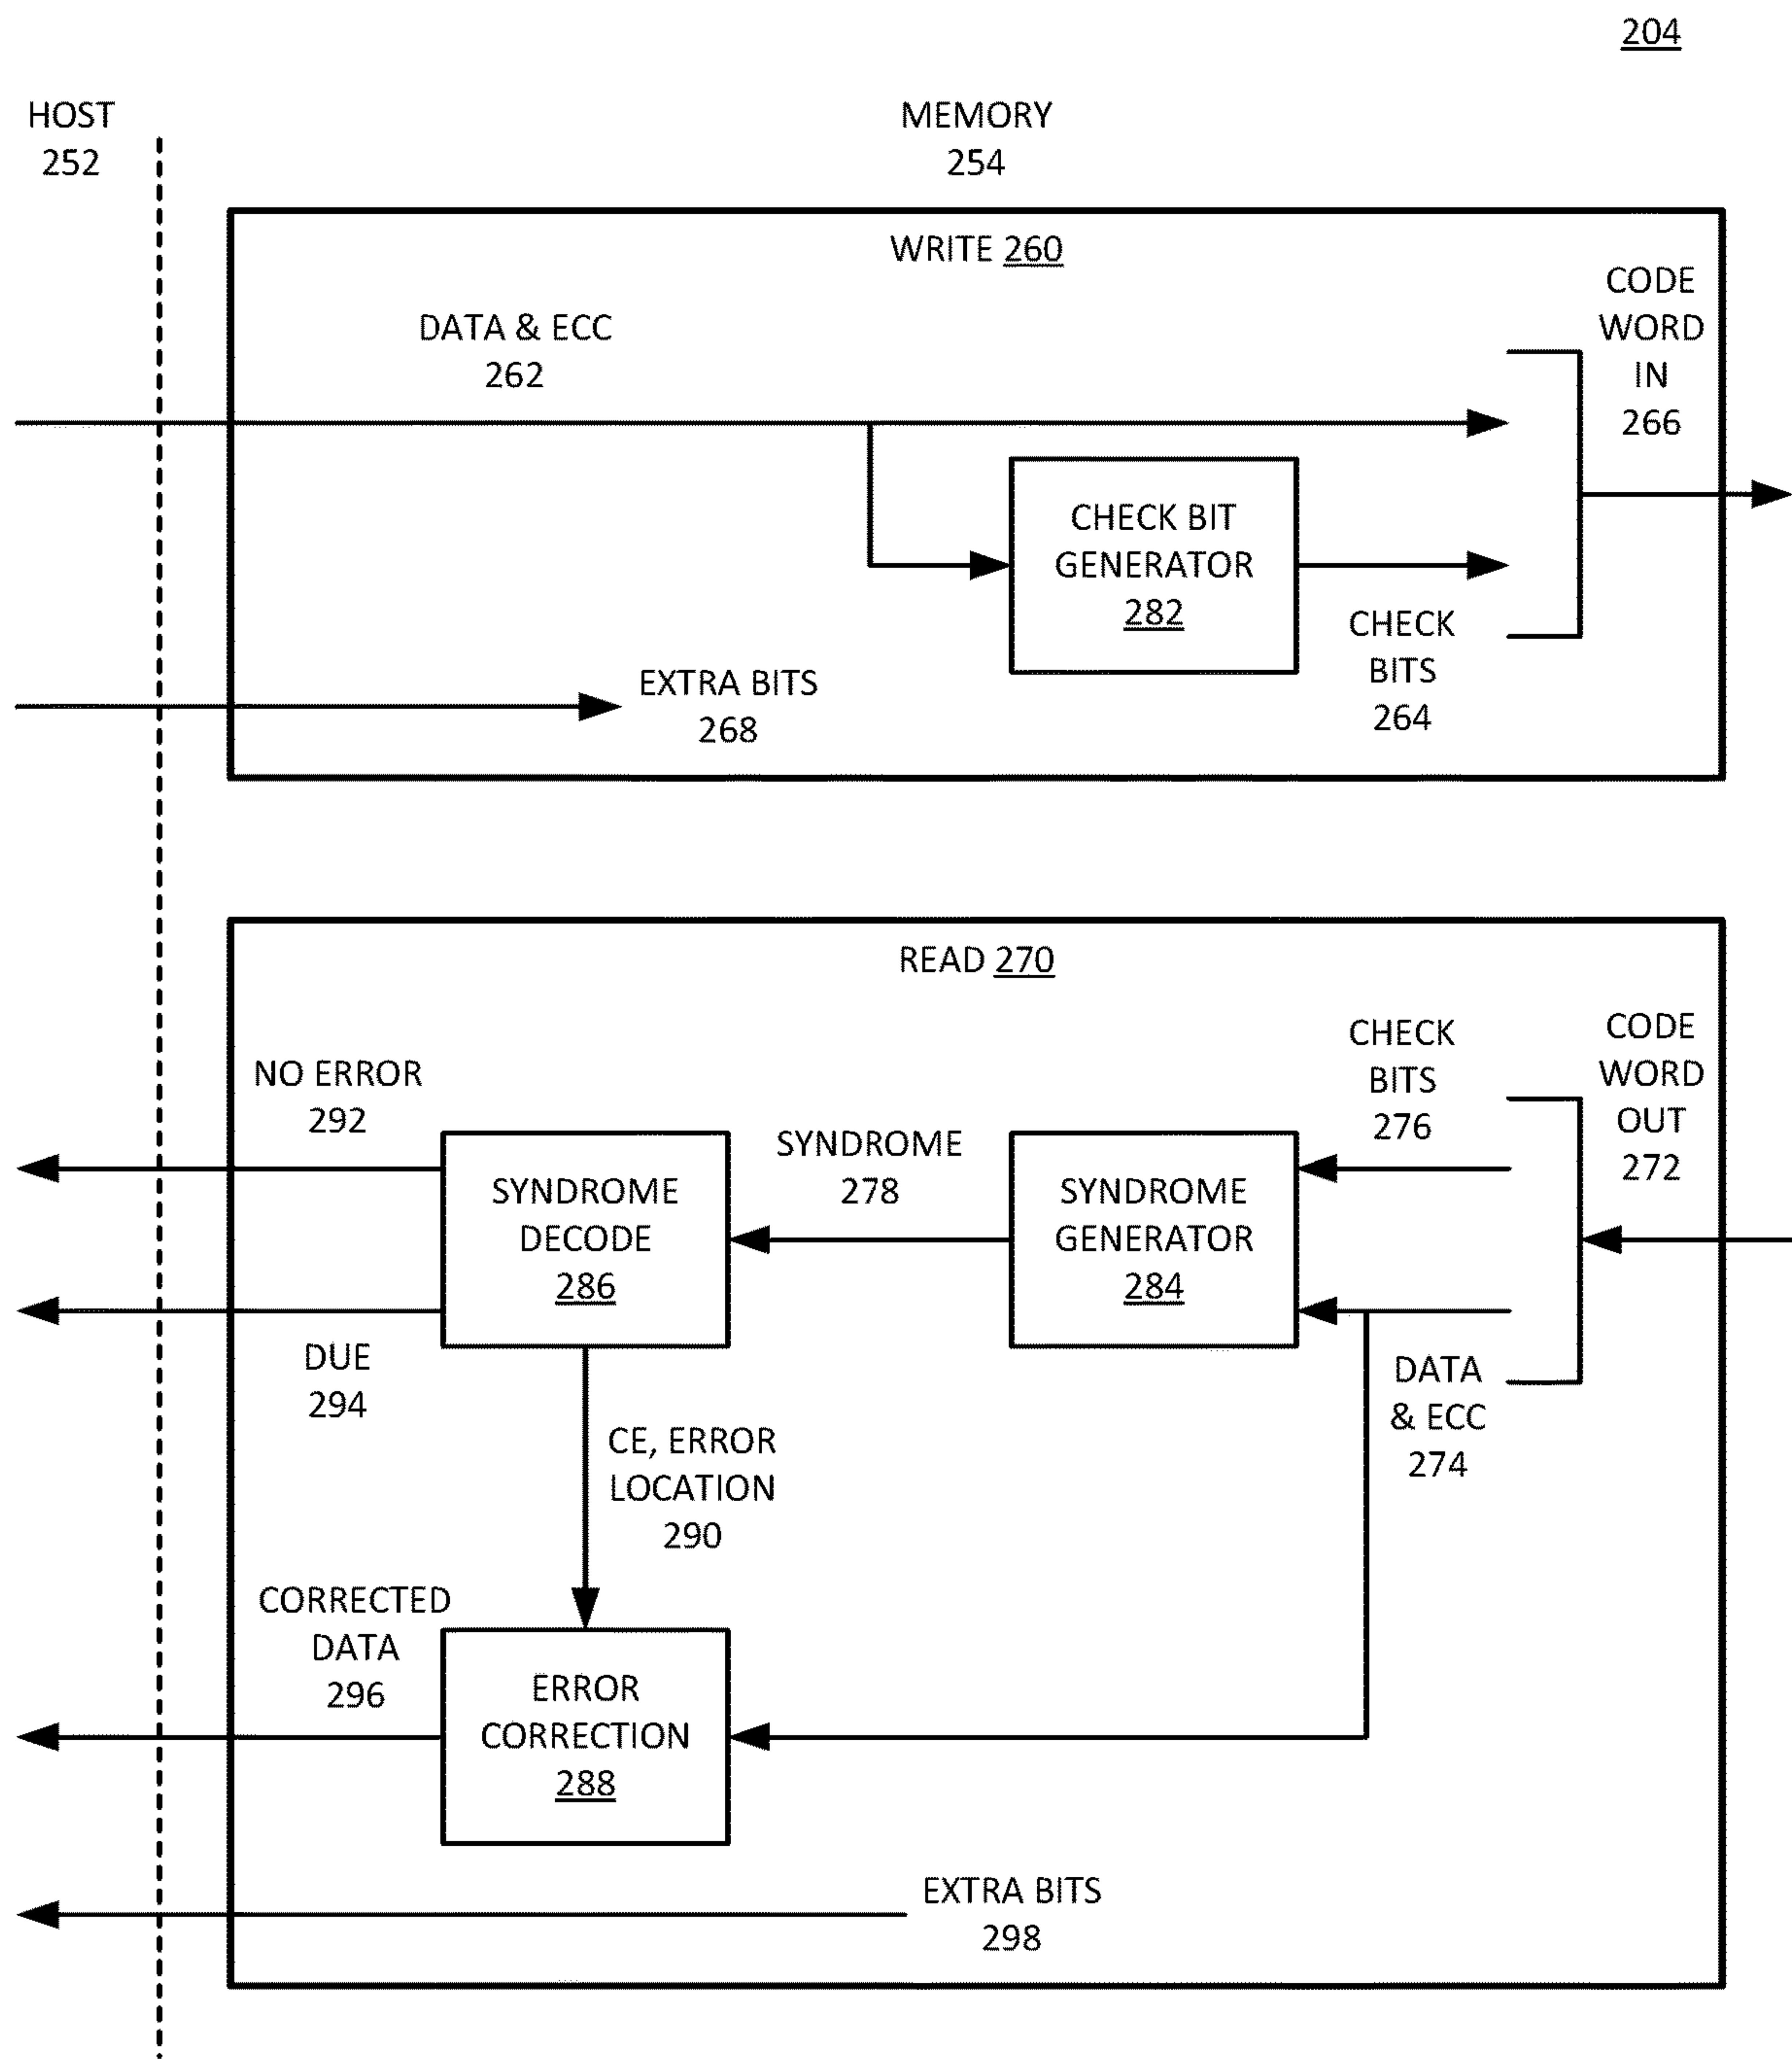 204
HOST
252
MEMORY
254
WRITE 260
DATA & ECC
262
CODE
WORD
IN
266
CHECK BIT
GENERATOR
282
CHECK
BITS
264
EXTRA BITS
268
READ 270
NO ERROR
292
SYNDROME
DECODE
286
SYNDROME
278
SYNDROME
GENERATOR
284
CHECK
BITS
276
CODE
WORD
OUT
272
DUE
294
DATA
& ECC
274
CE, ERROR
LOCATION
290
CORRECTED
DATA
296
ERROR
CORRECTION
288
EXTRA BITS
298